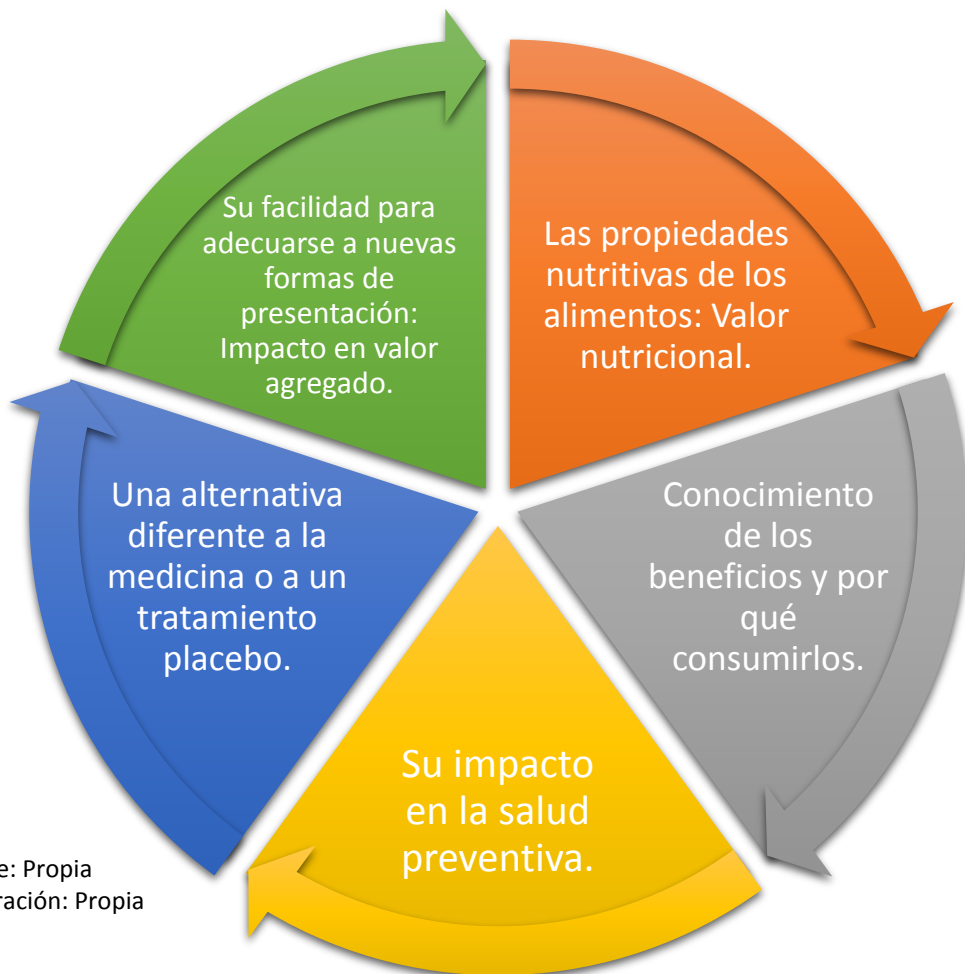 Su facilidad para
adecuarse a nuevas
formas de
presentación:
Impacto en valor
agregado.
Las propiedades
nutritivas de los
alimentos: Valor
nutricional.
Una alternativa
diferente a la
medicina o a un
tratamiento
placebo.
Conocimiento
de los
beneficios y por
qué
consumirlos.
Su impacto
en la salud
preventiva.
e: Propia
ración: Propia